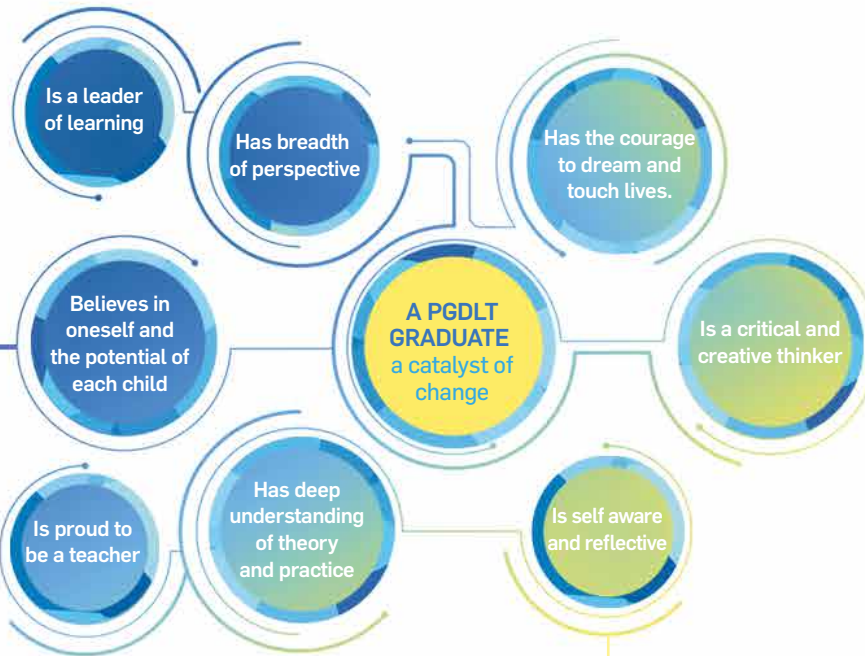 Is a leader
of learning
Has breadth
of perspective
Has the courage
to dream and
touch lives.
Believes in
oneself and
the potential of
each child
A PGDLT
GRADUATE
a catalyst of
change
Is a critical and
creative thinker
Is proud to
be a teacher
Has deep
understanding
of theory
and practice
Is self aware
and reflective